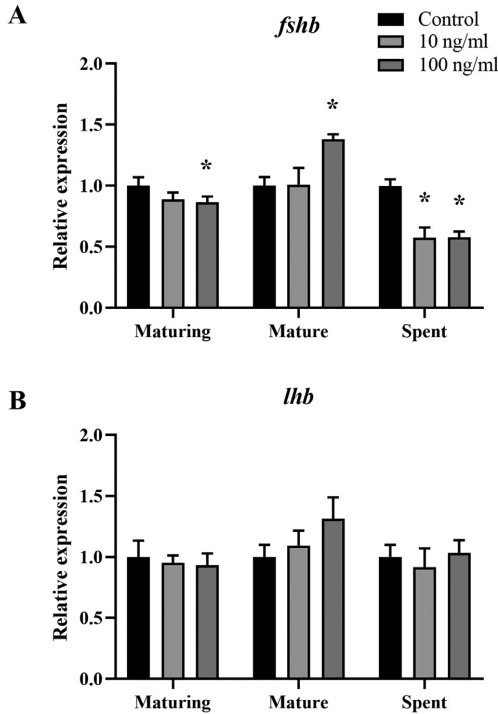 A
fshb
Control
10 ng/ml
100 ng/ml
2.0
1.5
1.0
0.5
0.0
Relative expression
*
*
*
*
Maturing
Mature
Spent
B
lhb
2.0
1.5
1.0
0.5
0.0
Relative expression
Maturing
Mature
Spent